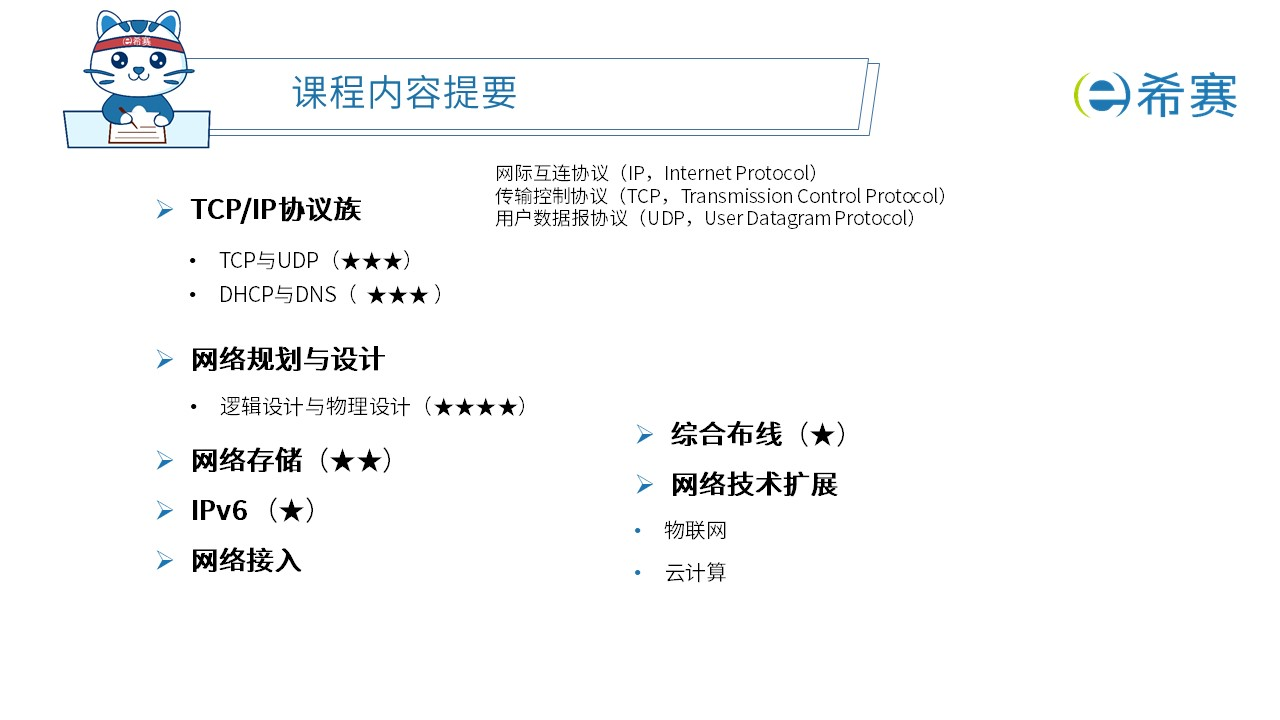 课程内容提要
希赛
希赛
网际互连协议（IP，Internet Protocol）
传输控制协议（TCP，Transmission Control Protocol）
用户数据报协议（UDP，User Datagram Protocol）
TCP/IP协议族
TCP与UDP（★★★）
DHCP与DNS（ ★★★ ）
网络规划与设计
逻辑设计与物理设计（★★★★）
网络存储（★★）
IPv6 （★）
网络接入
综合布线（★）
网络技术扩展
物联网
云计算